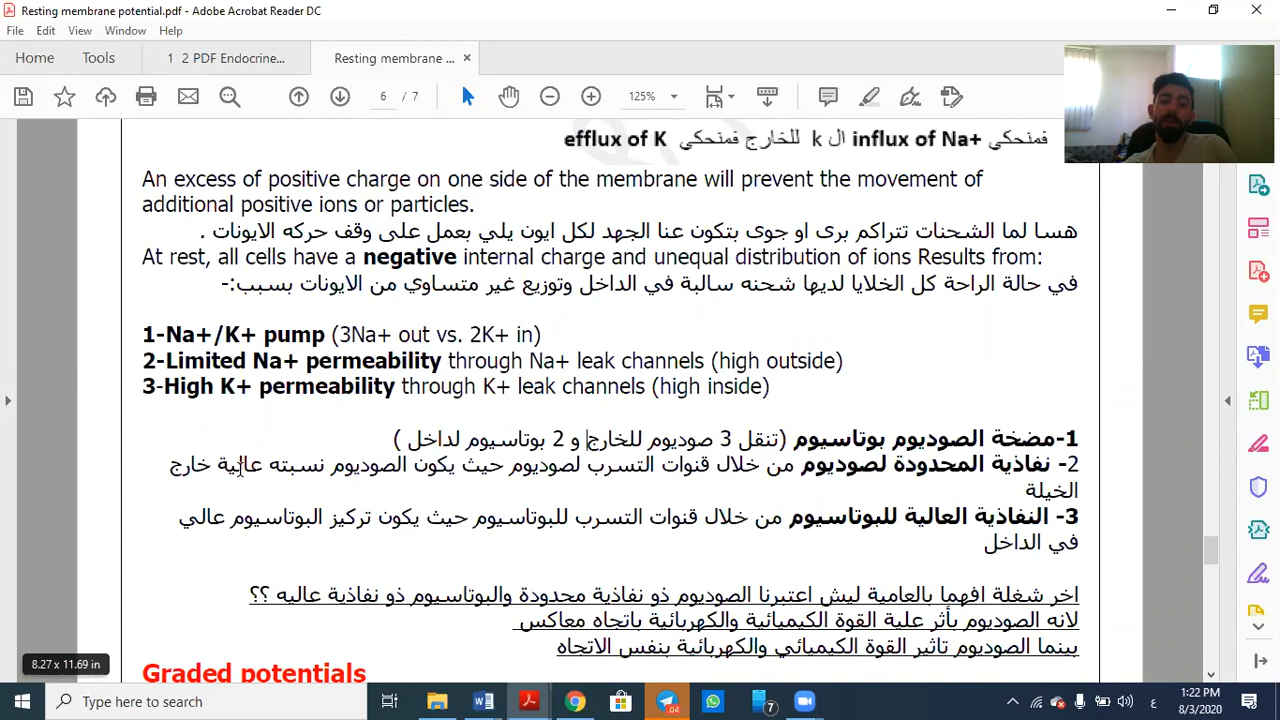 Resting membrane potential.pdf - Adobe Acrobat Reader DC
File Edit View Window Help
Home Tools 1 2 PDF Endocrine... Resting membrane ... ×
6 / 7 125%
فمنحكي influx of Na+ ال k للخارج فمنحكي efflux of K
An excess of positive charge on one side of the membrane will prevent the movement of
additional positive ions or particles.
هسا لما الشحنات تتراكم برى او جوى بتكون عنا الجهد لكل ايون يلي بعمل على وقف حركه الايونات .
At rest, all cells have a negative internal charge and unequal distribution of ions Results from:
في حالة الراحة كل الخلايا لديها شحنه سالبة في الداخل وتوزيع غير متساوي من الايونات بسبب:-
1-Na+/K+ pump (3Na+ out vs. 2K+ in)
2-Limited Na+ permeability through Na+ leak channels (high outside)
3-High K+ permeability through K+ leak channels (high inside)
1-مضخة الصوديوم بوتاسيوم (تنقل 3 صوديوم للخارج و 2 بوتاسيوم لداخل )
2- نفاذية المحدودة لصوديوم من خلال قنوات التسرب لصوديوم حيث يكون الصوديوم نسبته عالية خارج
الخيلة
3- النفاذية العالية للبوتاسيوم من خلال قنوات التسرب للبوتاسيوم حيث يكون تركيز البوتاسيوم عالي
في الداخل
اخر شغلة افهما بالعامية ليش اعتبرنا الصوديوم ذو نفاذية محدودة والبوتاسيوم ذو نفاذية عاليه ؟؟
لانه الصوديوم بأثر علية القوة الكيميائية والكهربائية باتجاه معاكس
بينما الصوديوم تاثير القوة الكيميائي والكهربائية بنفس الاتجاه
Graded potentials
8.27 x 11.69 in
Type here to search
04
7
ع
1:22 PM
8/3/2020